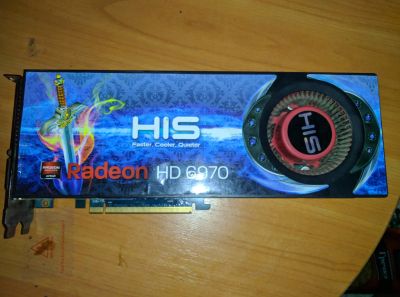 HIS
Faster, Cooler, Quieter
Radeon HD 6970
HIS